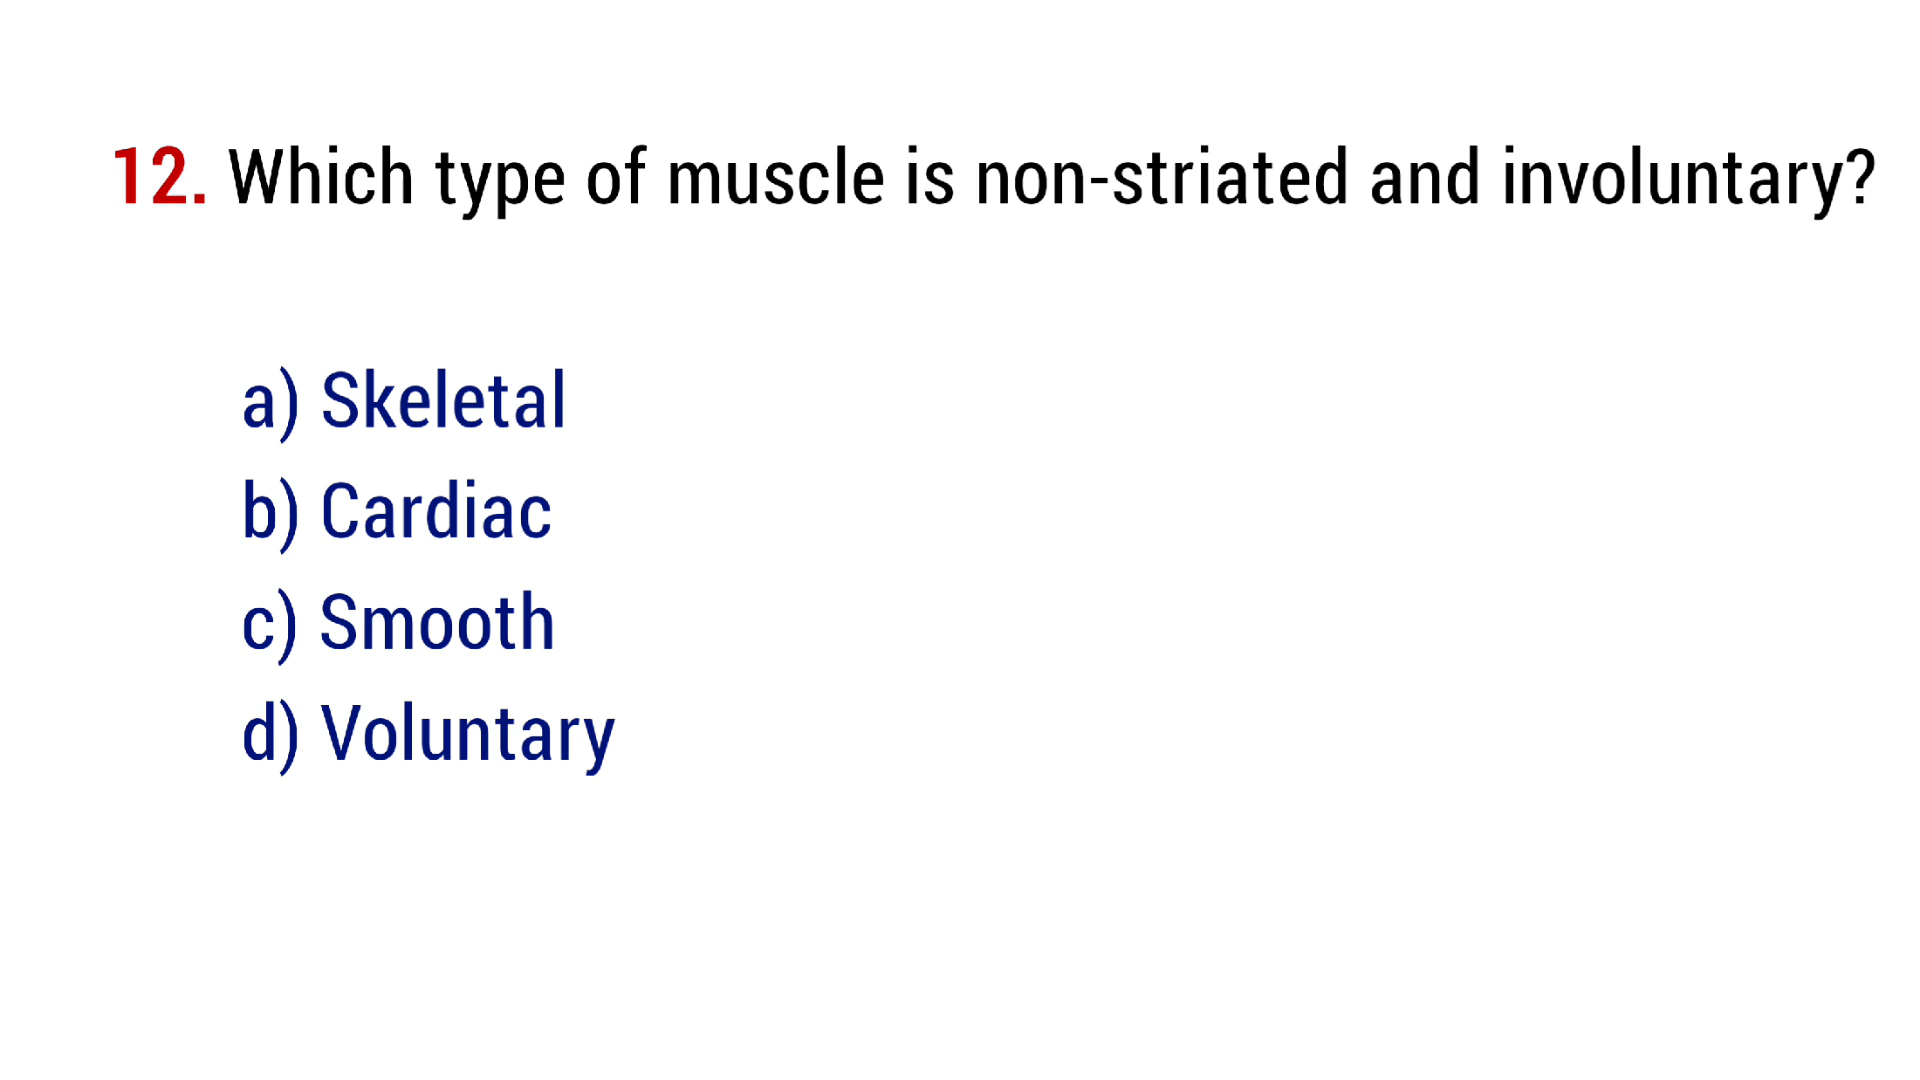 12. Which type of muscle is non-striated and involuntary?
a) Skeletal
b) Cardiac
c) Smooth
d) Voluntary